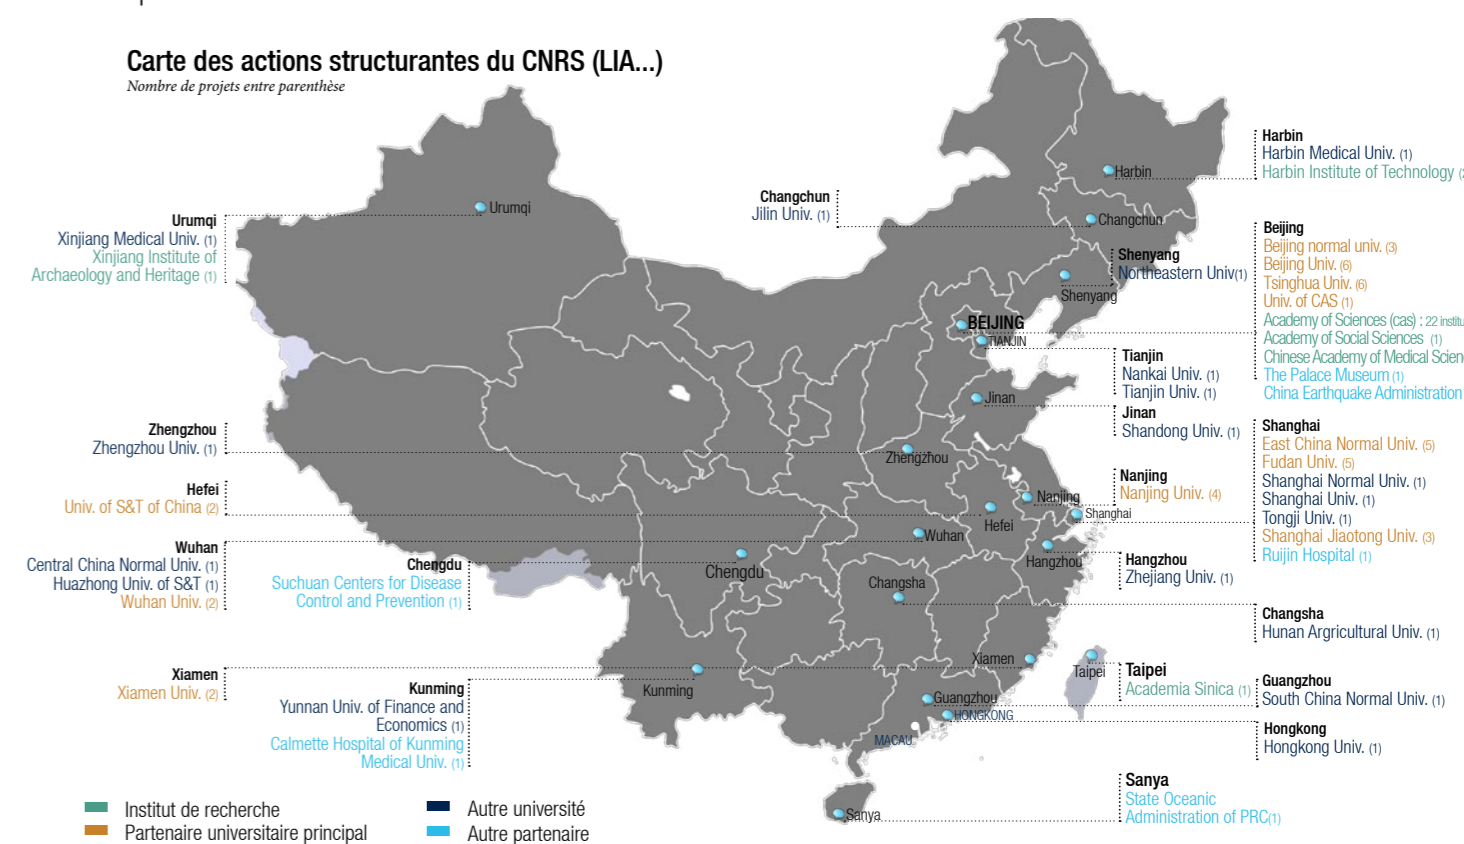 Carte des actions structurantes du CNRS (LIA...)
Nombre de projets entre parenthèse
Harbin
Harbin Medical Univ. (1)
Harbin Institute of Technology
Changchun
Jilin Univ. (1)
Urumqi
Xinjiang Medical Univ. (1)
Xinjiang Institute of
Archaeology and Heritage (1)
Shenyang
Northeastern Univ(1)
Beijing
Beijing normal univ. (3)
Beijing Univ. (6)
Tsinghua Univ. (6)
Univ. of CAS (1)
Academy of Sciences (cas) : 22 institu
Academy of Social Sciences (1)
Chinese Academy of Medical Scien
The Palace Museum (1)
China Earthquake Administration
Tianjin
Nankai Univ. (1)
Tianjin Univ. (1)
Jinan
Shandong Univ. (1)
Zhengzhou
Zhengzhou Univ. (1)
Shanghai
East China Normal Univ. (5)
Fudan Univ. (5)
Shanghai Normal Univ. (1)
Shanghai Univ. (1)
Tongji Univ. (1)
Shanghai Jiaotong Univ. (3)
Ruijin Hospital (1)
Nanjing
Nanjing Univ. (4)
Hefei
Univ. of S&T of China (2)
Wuhan
Central China Normal Univ. (1)
Huazhong Univ. of S&T (1)
Wuhan Univ. (2)
Chengdu
Suchuan Centers for Disease
Control and Prevention (1)
Hangzhou
Zhejiang Univ. (1)
Changsha
Hunan Argricultural Univ. (1)
Xiamen
Xiamen Univ. (2)
Kunming
Yunnan Univ. of Finance and
Economics (1)
Calmette Hospital of Kunming
Medical Univ. (1)
Taipei
Academia Sinica (1)
Guangzhou
South China Normal Univ. (1)
Hongkong
Hongkong Univ. (1)
Sanya
State Oceanic
Administration of PRC(1)
Harbin
Urumqi
Changchun
Shenyang
BEIJING
TIANJIN
Jinan
Zhengzhou
Nanjing
Shanghai
Hefei
Wuhan
Hangzhou
Chengdu
Changsha
Xiamen
Taipei
Kunming
Guangzhou
HONGKONG
MACAU
Sanya
Institut de recherche
Partenaire universitaire principal
Autre université
Autre partenaire